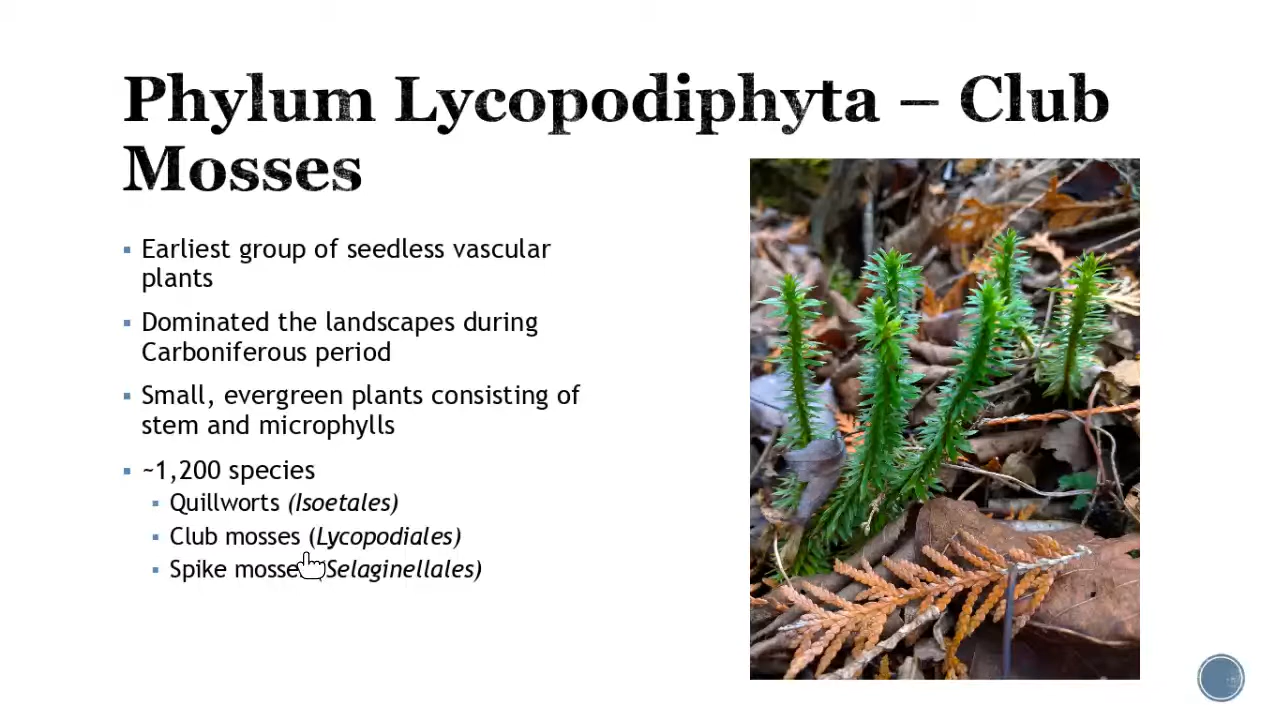 Phylum Lycopodiphyta – Club
Mosses
▪ Earliest group of seedless vascular
plants
▪ Dominated the landscapes during
Carboniferous period
▪ Small, evergreen plants consisting of
stem and microphylls
▪ ~1,200 species
▪ Quillworts (Isoetales)
▪ Club mosses (Lycopodiales)
▪ Spike Selaginellales)